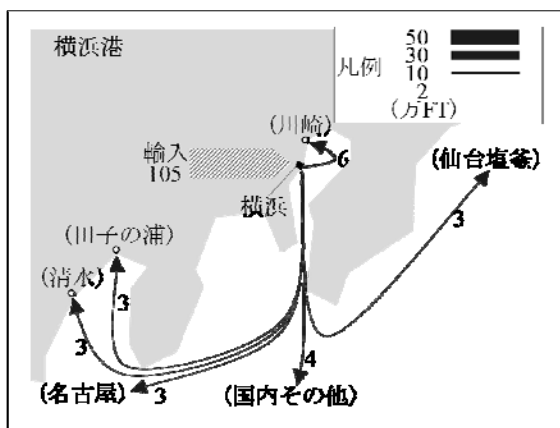 横浜港
凡例
50
30
10
2
(万FT)
(川崎)
輸入
105
6
(仙台塩釜)
横浜
3
(田子の浦)
(清水)
3
3
4
3
(名古屋)
(国内その他)